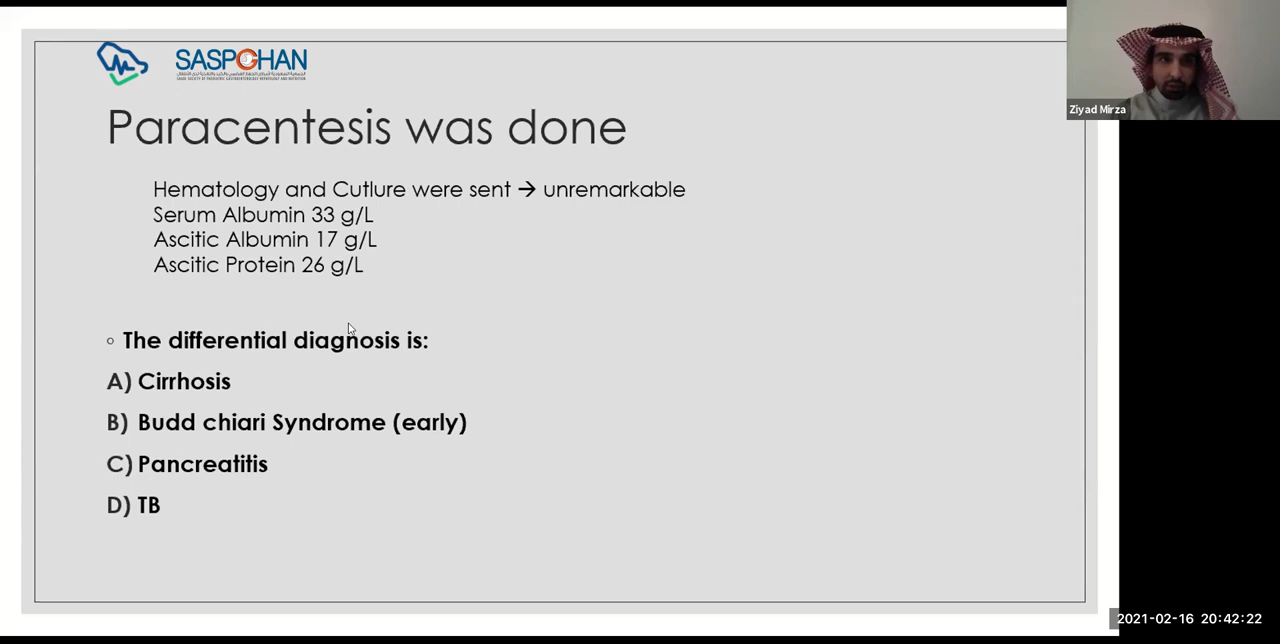 SASPGHAN
Paracentesis was done
Hematology and Cutlure were sent → unremarkable
Serum Albumin 33 g/L
Ascitic Albumin 17 g/L
Ascitic Protein 26 g/L
The differential diagnosis is:
A) Cirrhosis
B) Budd chiari Syndrome (early)
C) Pancreatitis
D) TB
Ziyad Mirza
2021-02-16 20:42:22